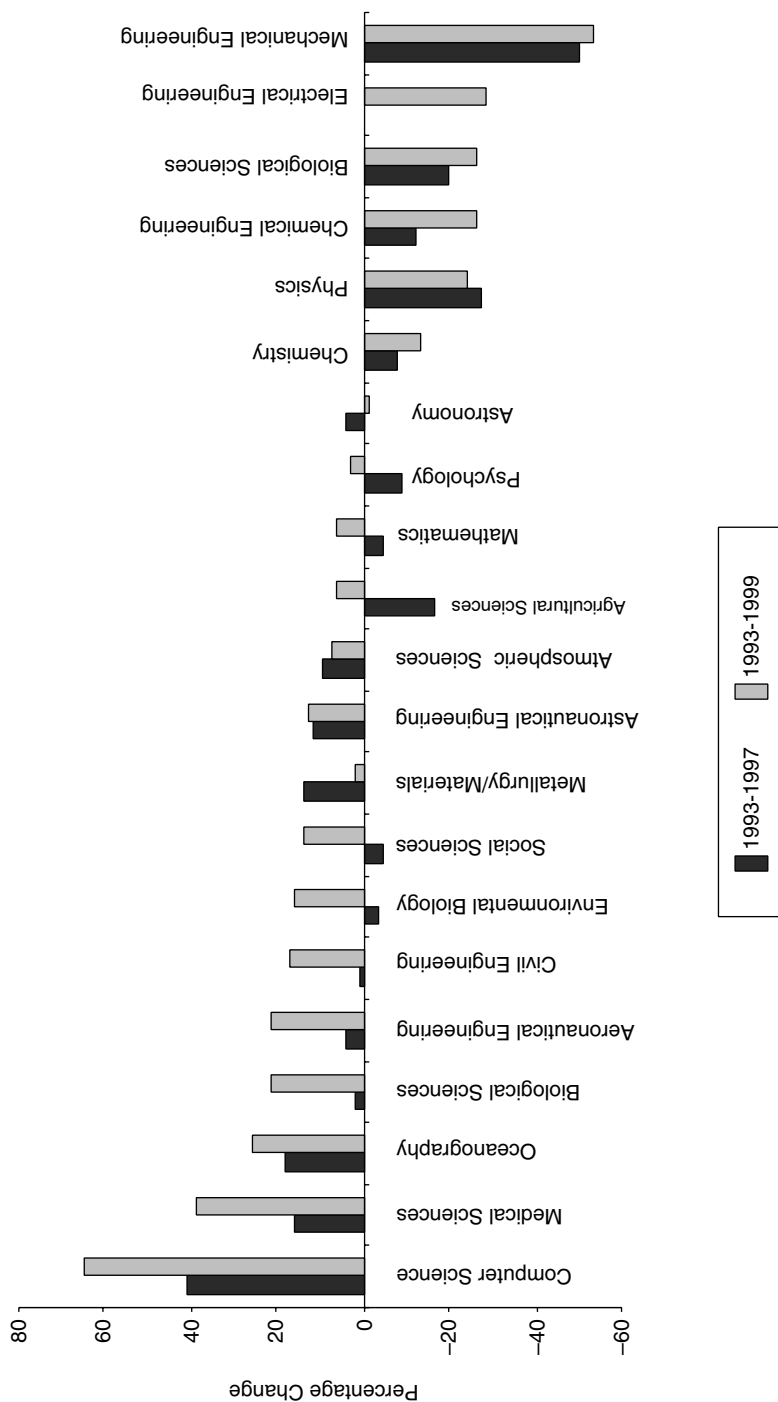 Percentage Change
80
60
40
20
0
–20
–40
–60
Computer Science
Medical Sciences
Oceanography
Biological Sciences
Aeronautical Engineering
Civil Engineering
Environmental Biology
Social Sciences
Metallurgy/Materials
Astronautical Engineering
Atmospheric Sciences
Agricultural Sciences
Mathematics
Psychology
Astronomy
Chemistry
Physics
Chemical Engineering
Biological Sciences
Electrical Engineering
Mechanical Engineering
1993-1997
1993-1999